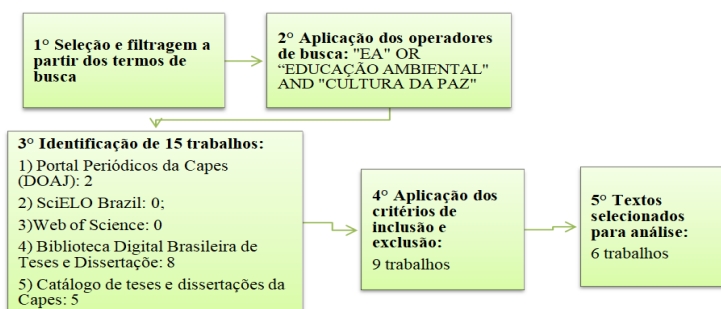 1° Seleção e filtragem a
partir dos termos de
busca
2° Aplicação dos operadores
de busca: "EA" OR
“EDUCAÇÃO AMBIENTAL"
AND "CULTURA DA PAZ"
3° Identificação de 15 trabalhos:
1) Portal Periódicos da Capes
(DOAJ): 2
2) SciELO Brazil: 0;
3)Web of Science: 0
4) Biblioteca Digital Brasileira de
Teses e Dissertaçõe: 8
5) Catálogo de teses e dissertações da
Capes: 5
4° Aplicação dos
critérios de
inclusão e
exclusão:
9 trabalhos
5° Textos
selecionados
para análise:
6 trabalhos